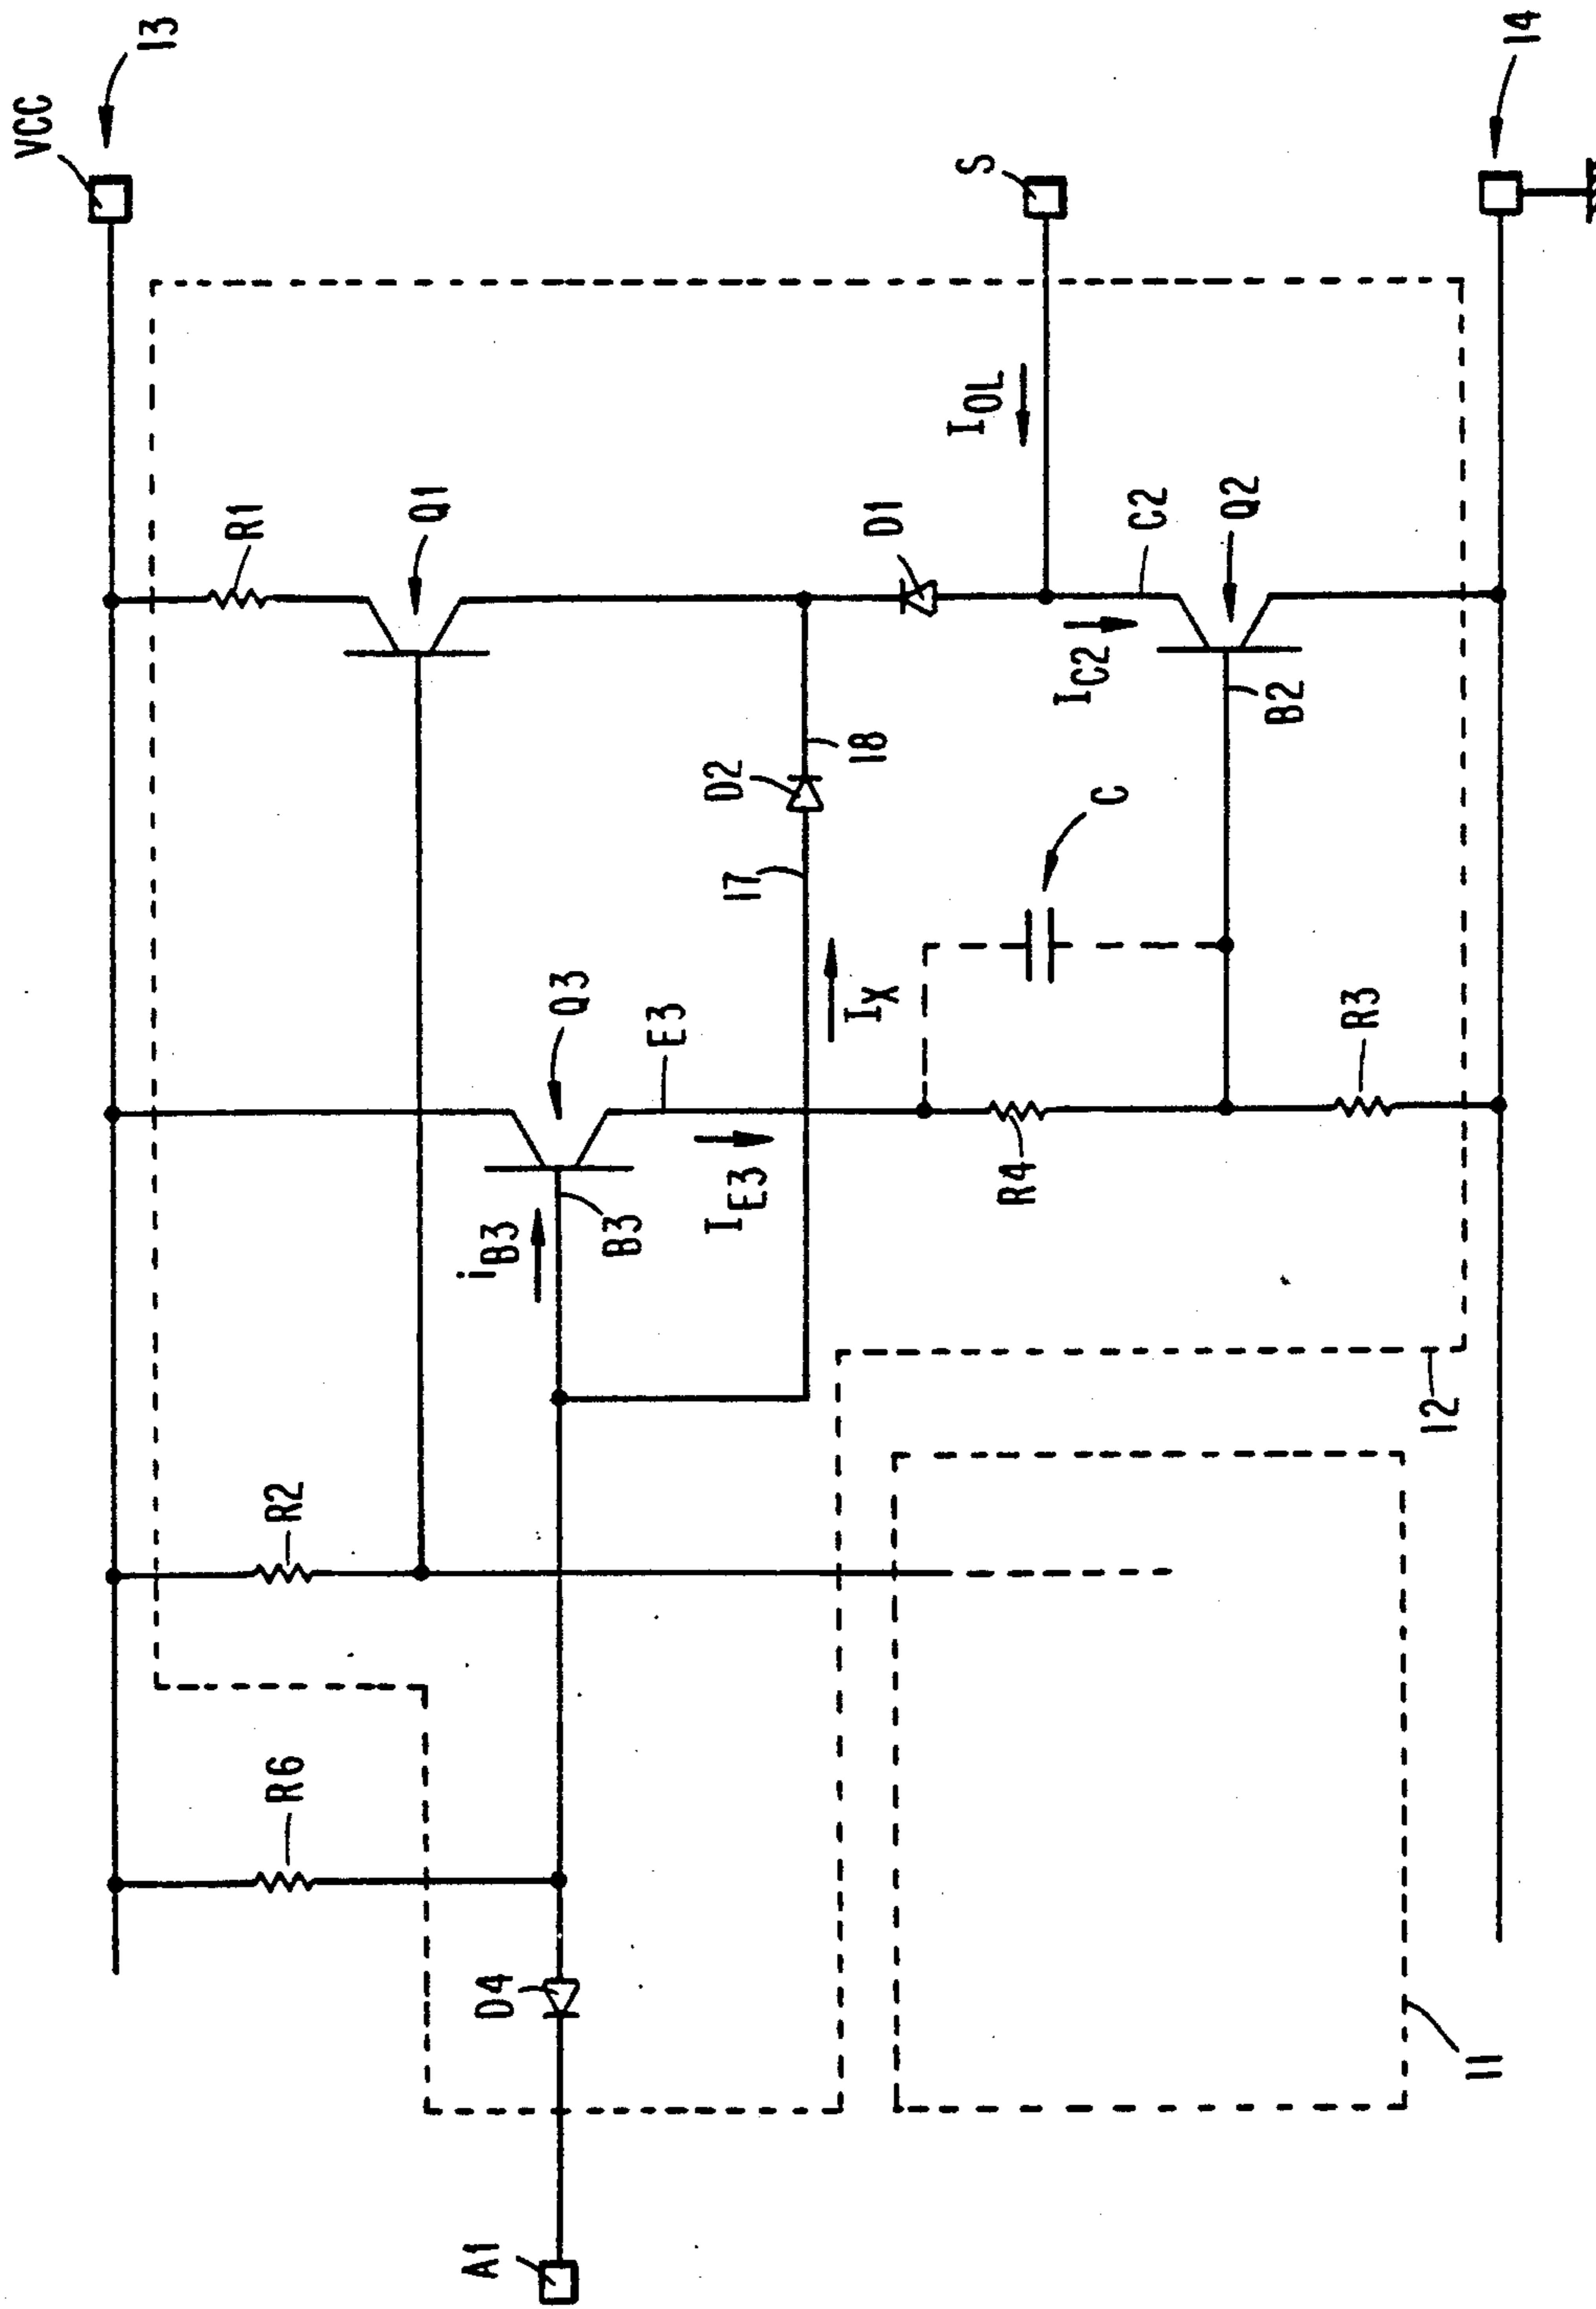 VCC
13
R1
Q1
R2
R6
Q3
iB3
B3
E3
IE3
D2
17
18
IX
D1
IOL
S
C2
IC2
Q2
B2
C
R4
R3
D4
A1
12
11
14